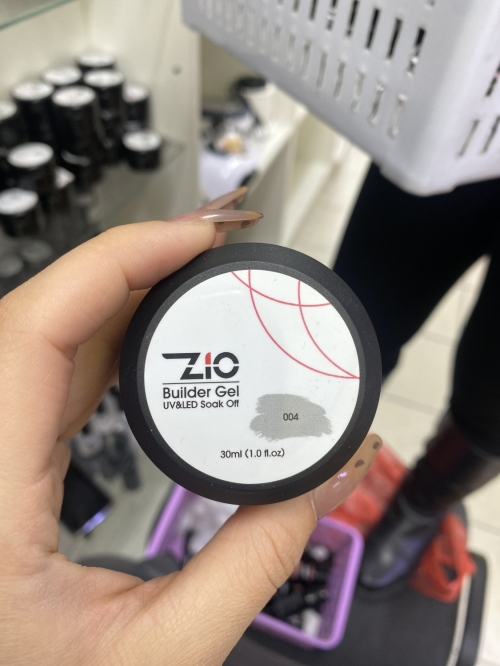 ZIO
Builder Gel
UV&LED Soak Off
004
30ml (1.0 fl.oz)